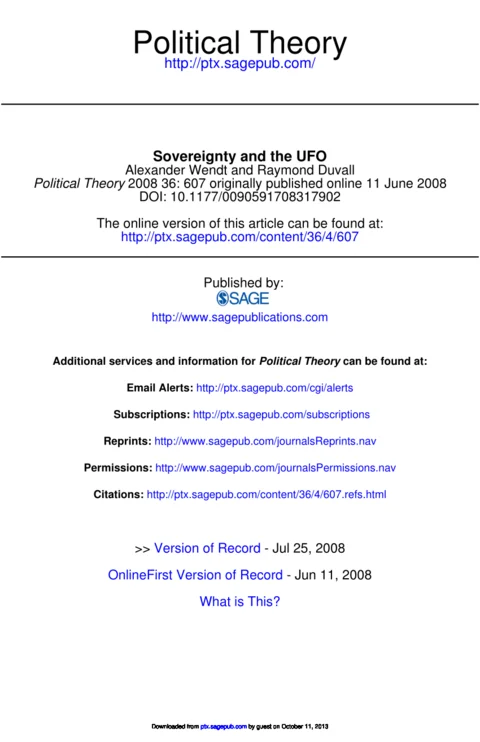 Political Theory
http://ptx.sagepub.com/
Sovereignty and the UFO
Alexander Wendt and Raymond Duvall
Political Theory 2008 36: 607 originally published online 11 June 2008
DOI: 10.1177/0090591708317902
The online version of this article can be found at:
http://ptx.sagepub.com/content/36/4/607
Published by:
SAGE
http://www.sagepublications.com
Additional services and information for Political Theory can be found at:
Email Alerts: http://ptx.sagepub.com/cgi/alerts
Subscriptions: http://ptx.sagepub.com/subscriptions
Reprints: http://www.sagepub.com/journalsReprints.nav
Permissions: http://www.sagepub.com/journalsPermissions.nav
Citations: http://ptx.sagepub.com/content/36/4/607.refs.html
>> Version of Record - Jul 25, 2008
OnlineFirst Version of Record - Jun 11, 2008
What is This?
Downloaded from ptx.sagepub.com by guest on October 11, 2013